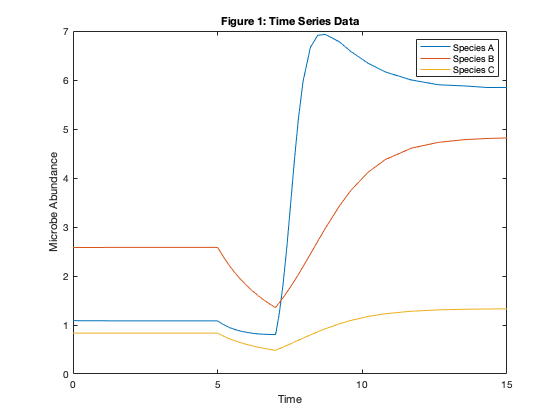 Figure 1: Time Series Data
Species A
Species B
Species C
Microbe Abundance
7
6
5
4
3
2
1
0
0 5 10 15
Time